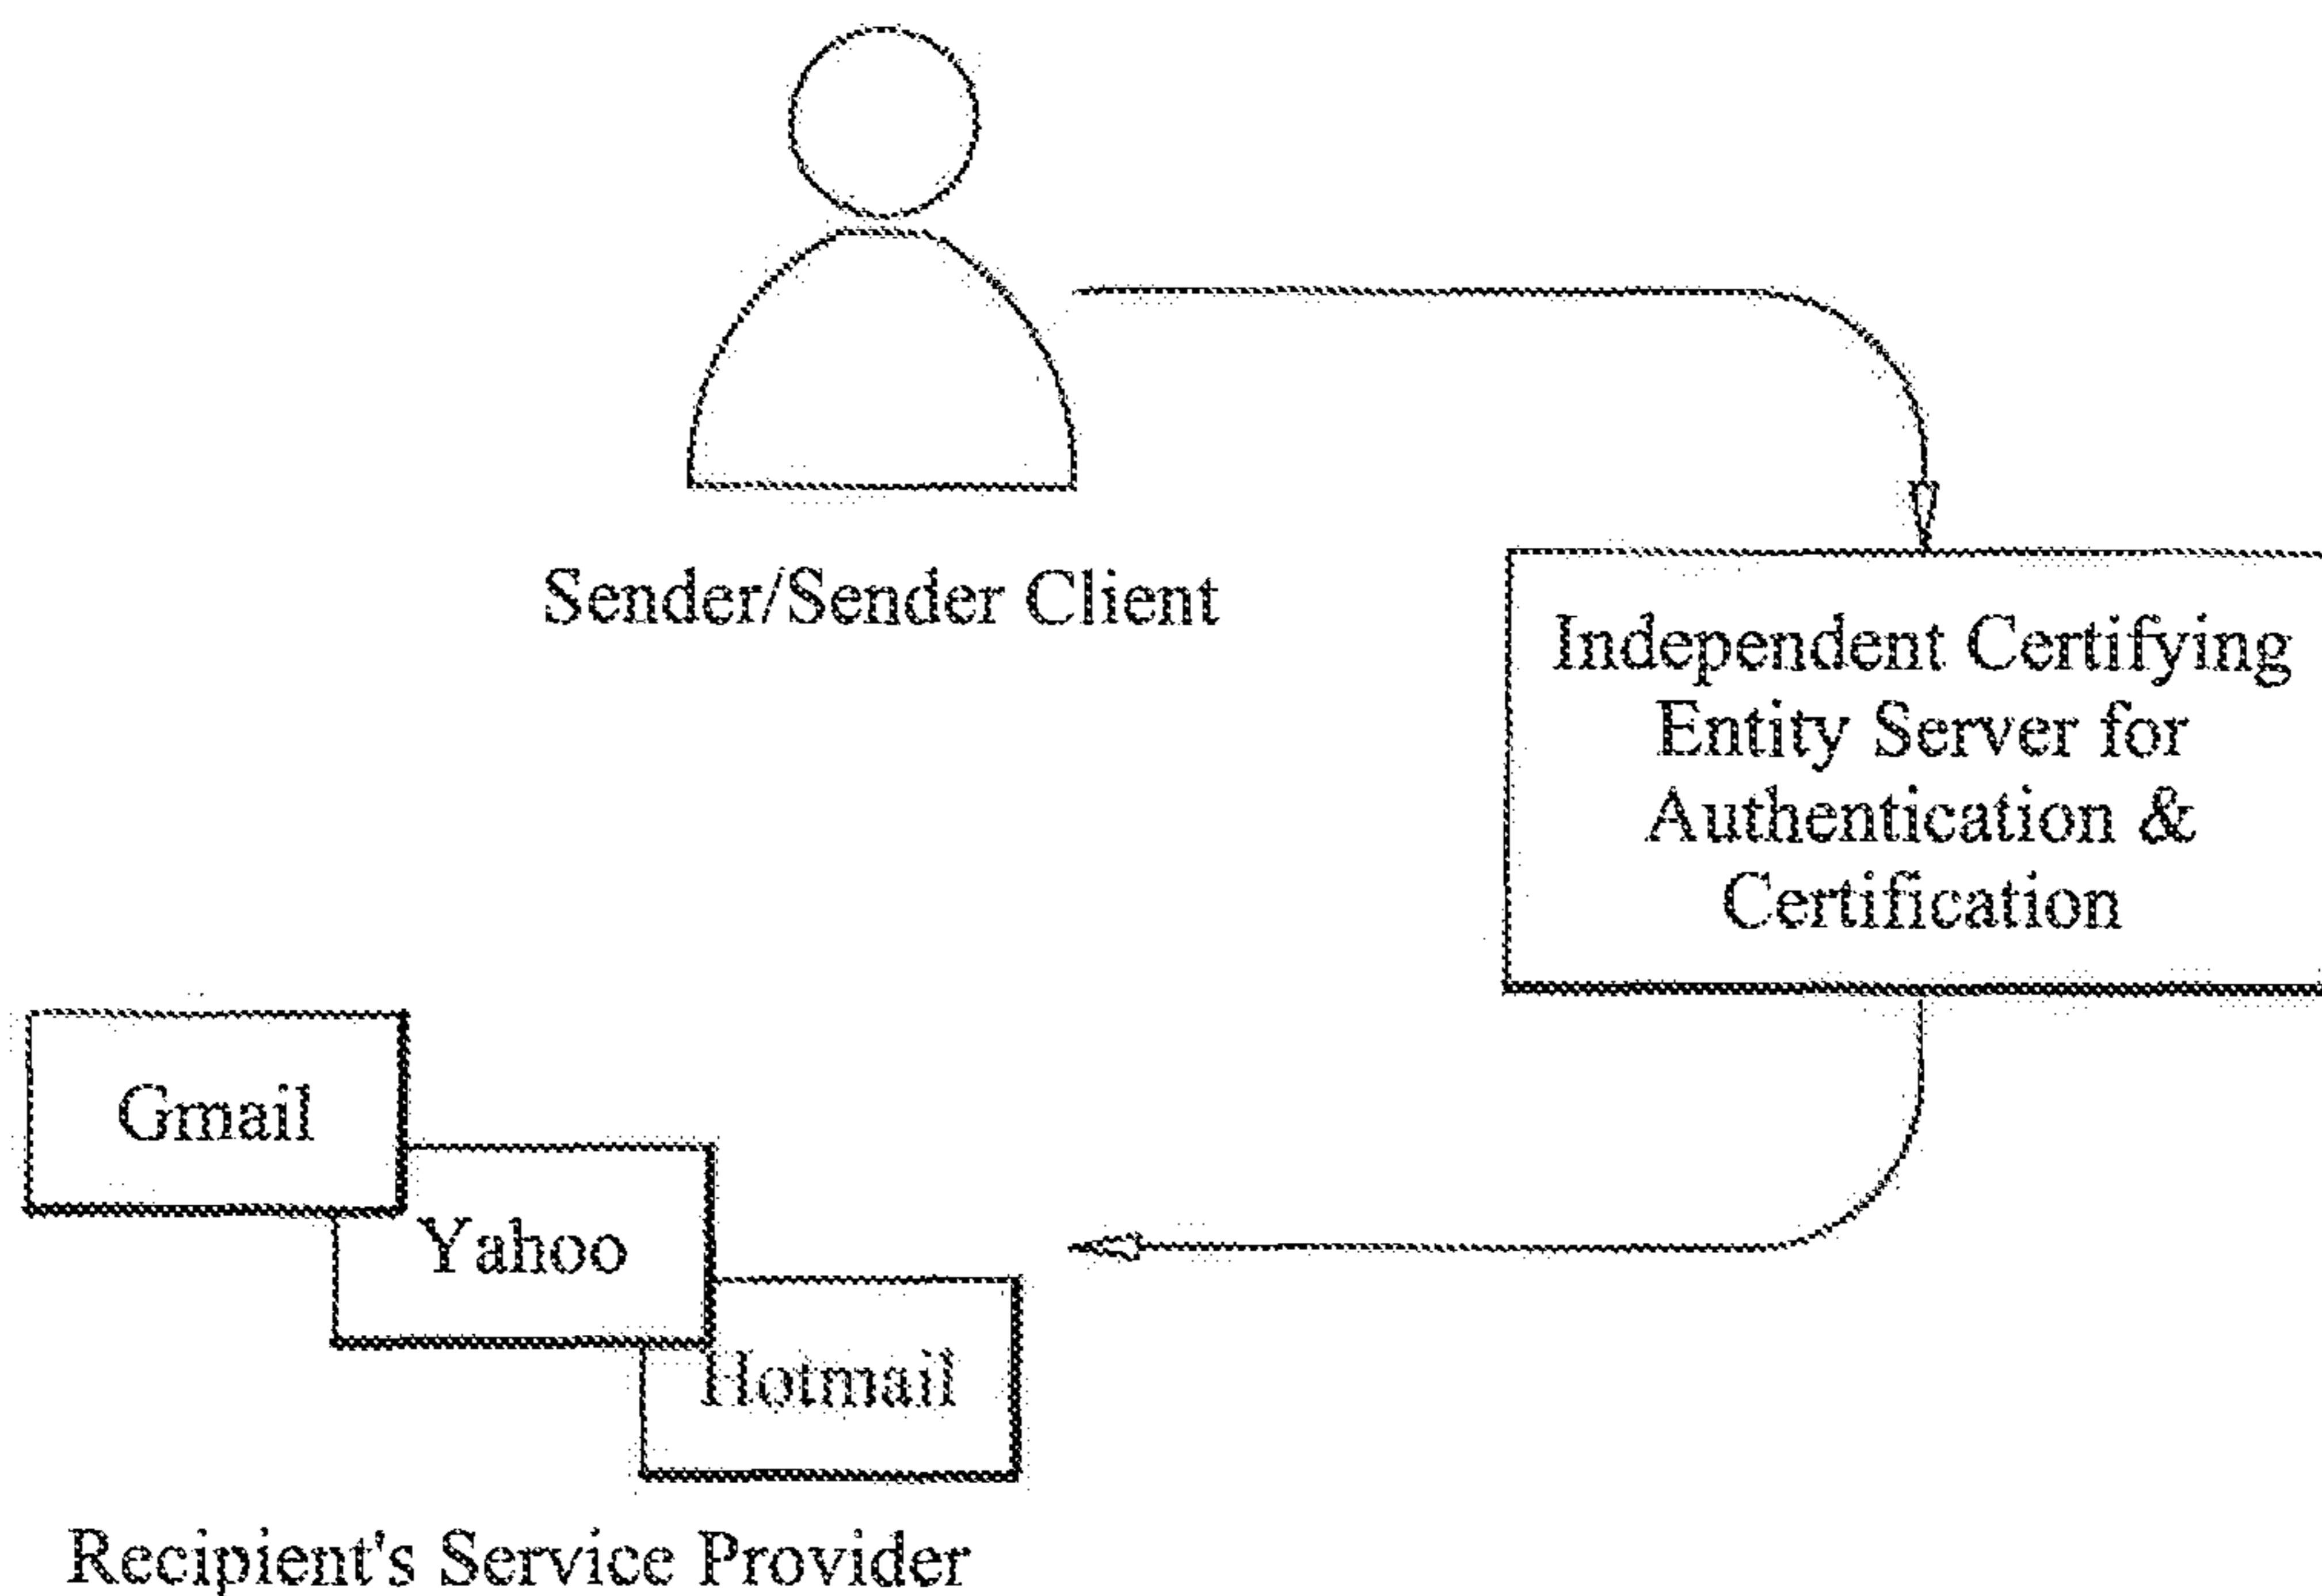 Sender/Sender Client
Independent Certifying
Entity Server for
Authentication &
Certification
Gmail
Yahoo
Hotmail
Recipient's Service Provider